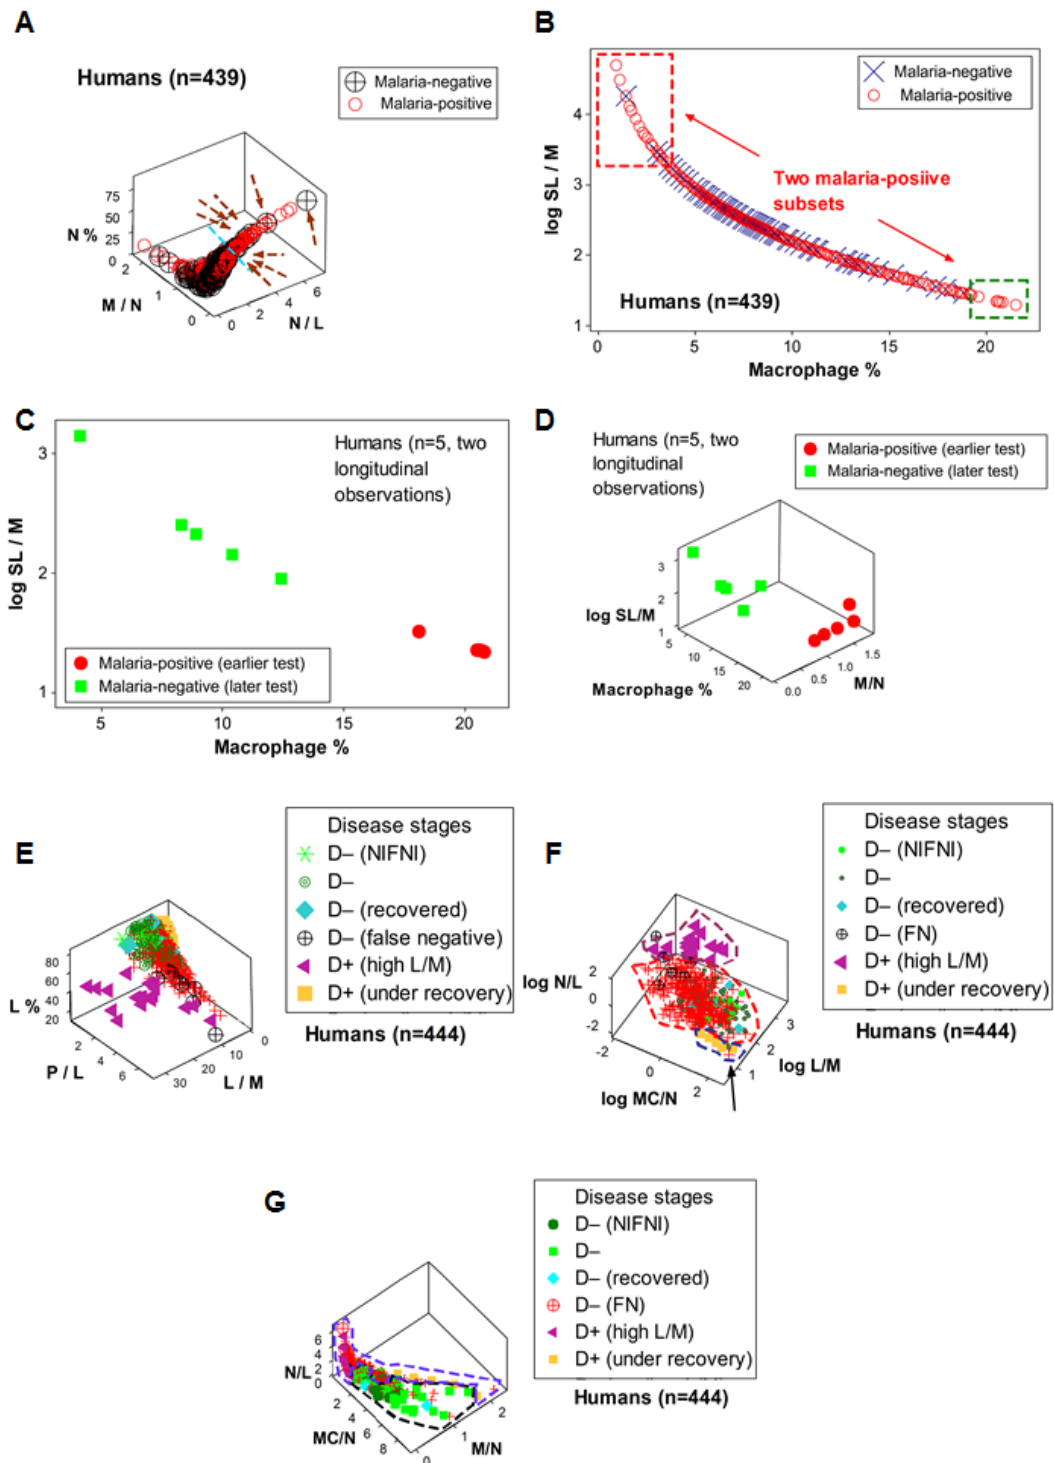 A
Humans (n=439)
Malaria-negative
Malaria-positive
75
50
N %
25
0
2
M / N
1
0
0
2
4
6
N / L
B
Malaria-negative
Malaria-positive
4
3
2
1
log SL / M
Two malaria-posiive
subsets
Humans (n=439)
0
5
10
15
20
Macrophage %
C
Humans (n=5, two
longitudinal
observations)
3
2
1
log SL / M
Malaria-positive (earlier test)
Malaria-negative (later test)
5
10
15
20
Macrophage %
D
Humans (n=5, two
longitudinal
observations)
Malaria-positive (earlier test)
Malaria-negative (later test)
3
2
1
log SL/M
5
10
15
20
Macrophage %
0.0
0.5
1.0
1.5
M/N
E
Disease stages
D– (NIFNI)
D–
D– (recovered)
D– (false negative)
D+ (high L/M)
D+ (under recovery)
Humans (n=444)
80
60
L %
40
20
2
4
6
P / L
30
20
10
0
L / M
F
Disease stages
D– (NIFNI)
D–
D– (recovered)
D– (FN)
D+ (high L/M)
D+ (under recovery)
Humans (n=444)
2
log N/L
0
-2
-2
0
2
log MC/N
1
2
3
log L/M
G
Disease stages
D– (NIFNI)
D–
D– (recovered)
D– (FN)
D+ (high L/M)
D+ (under recovery)
Humans (n=444)
6
4
2
N/L
0
2
4
6
8
MC/N
0
1
2
M/N